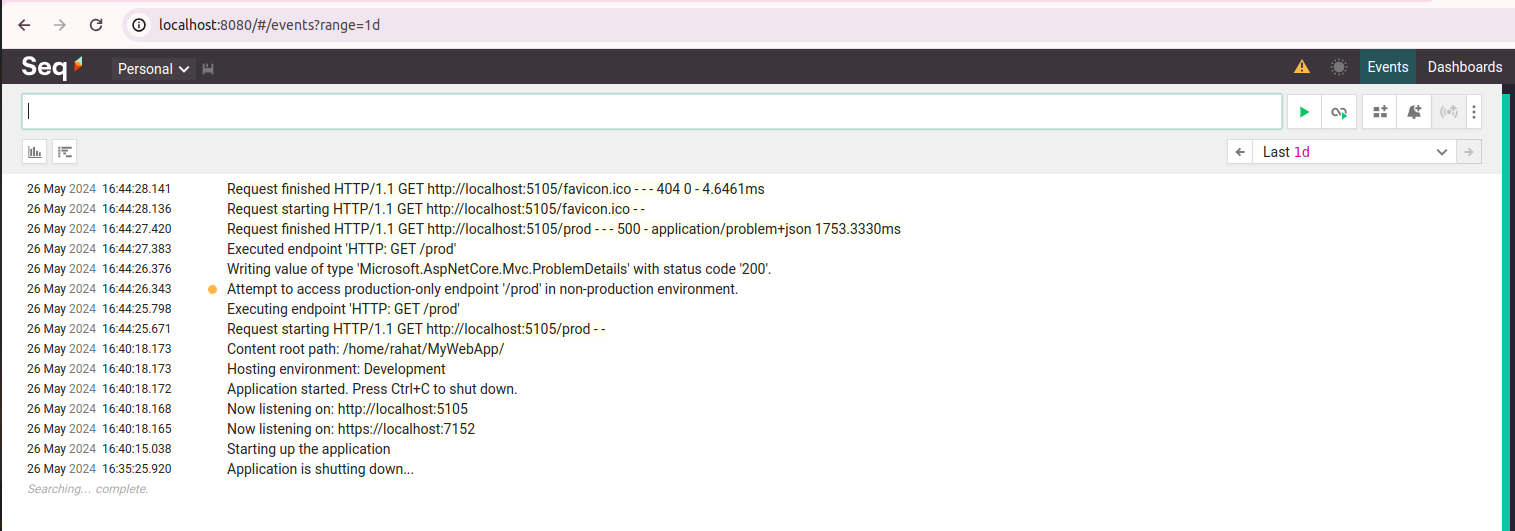 localhost:8080/#/events?range=1d
Seq Personal Events Dashboards
Last 1d
26 May 2024 16:44:28.141 Request finished HTTP/1.1 GET http://localhost:5105/favicon.ico - - - 404 0 - 4.6461ms
26 May 2024 16:44:28.136 Request starting HTTP/1.1 GET http://localhost:5105/favicon.ico - -
26 May 2024 16:44:27.420 Request finished HTTP/1.1 GET http://localhost:5105/prod - - - 500 - application/problem+json 1753.3330ms
26 May 2024 16:44:27.383 Executed endpoint 'HTTP: GET /prod'
26 May 2024 16:44:26.376 Writing value of type 'Microsoft.AspNetCore.Mvc.ProblemDetails' with status code '200'.
26 May 2024 16:44:26.343 Attempt to access production-only endpoint '/prod' in non-production environment.
26 May 2024 16:44:25.798 Executing endpoint 'HTTP: GET /prod'
26 May 2024 16:44:25.671 Request starting HTTP/1.1 GET http://localhost:5105/prod - -
26 May 2024 16:40:18.173 Content root path: /home/rahat/MyWebApp/
26 May 2024 16:40:18.173 Hosting environment: Development
26 May 2024 16:40:18.172 Application started. Press Ctrl+C to shut down.
26 May 2024 16:40:18.168 Now listening on: http://localhost:5105
26 May 2024 16:40:18.165 Now listening on: https://localhost:7152
26 May 2024 16:40:15.038 Starting up the application
26 May 2024 16:35:25.920 Application is shutting down...
Searching... complete.